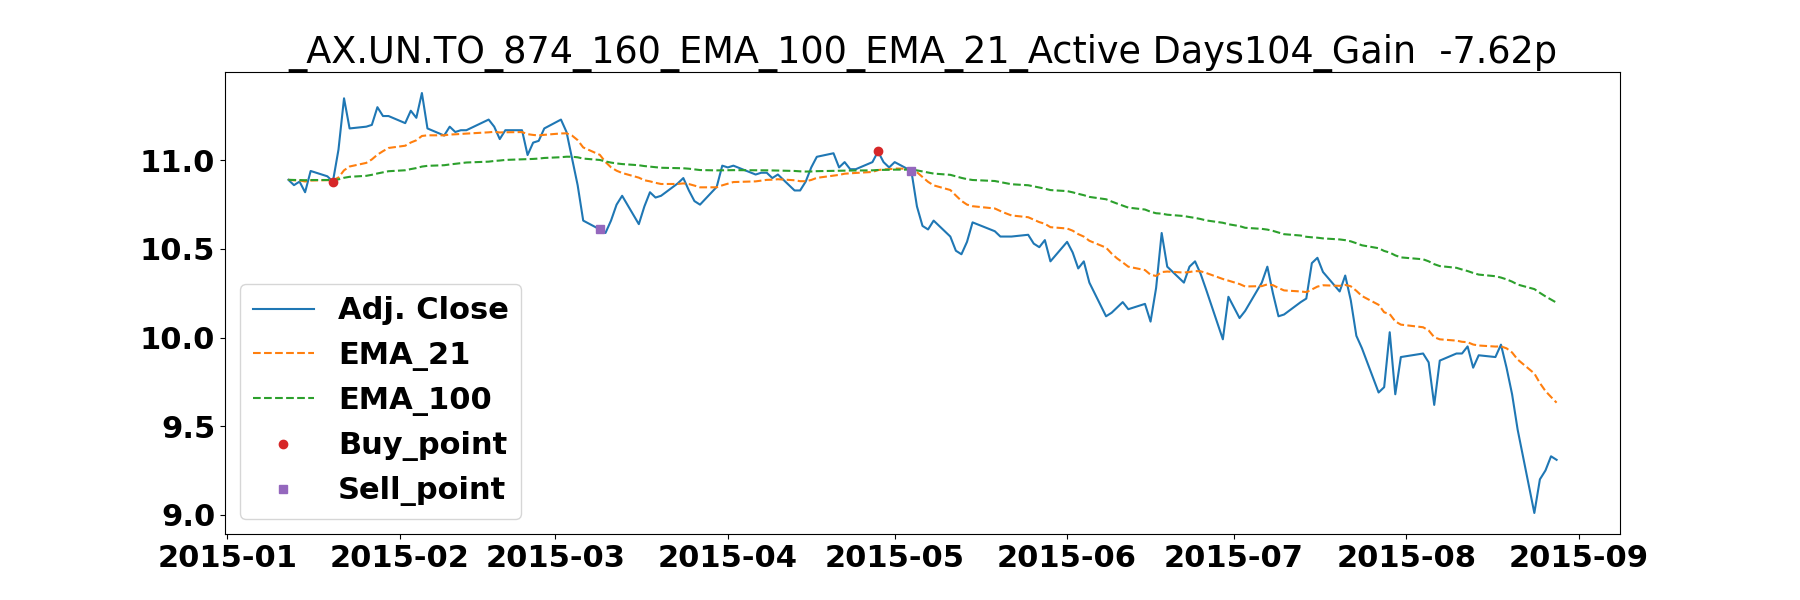 _AX.UN.TO_874_160_EMA_100_EMA_21_Active Days104_Gain  -7.62p
11.0
10.5
10.0
9.5
9.0
Adj. Close
EMA_21
EMA_100
Buy_point
Sell_point
2015-01 2015-02 2015-03 2015-04 2015-05 2015-06 2015-07 2015-08 2015-09